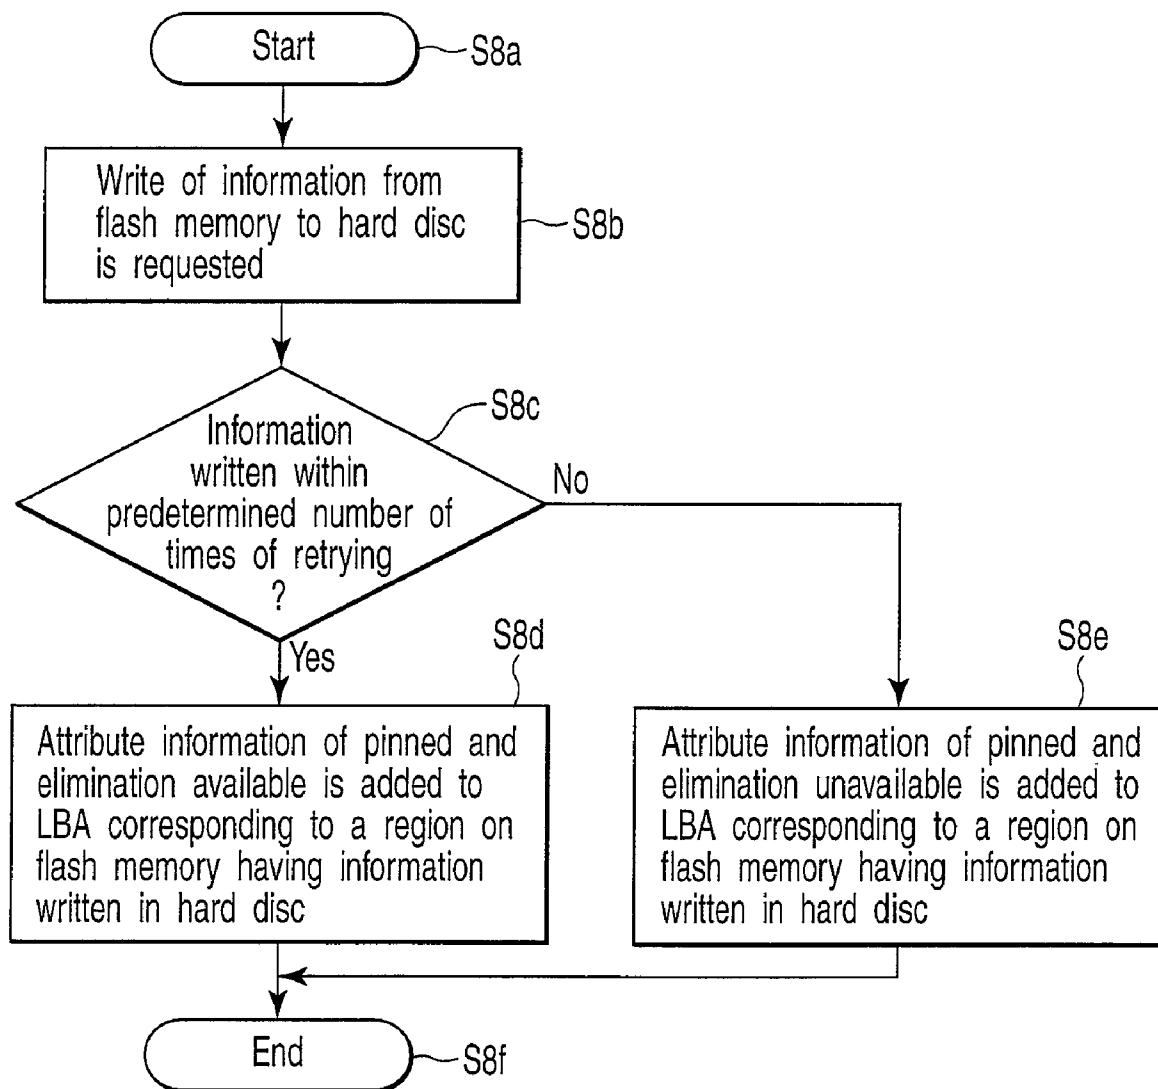 Start
S8a
Write of information from
flash memory to hard disc
is requested
S8b
S8c
Information
written within
predetermined number of
times of retrying
?
No
Yes
S8d
S8e
Attribute information of pinned and
elimination available is added to
LBA corresponding to a region on
flash memory having information
written in hard disc
Attribute information of pinned and
elimination unavailable is added to
LBA corresponding to a region on
flash memory having information
written in hard disc
End
S8f